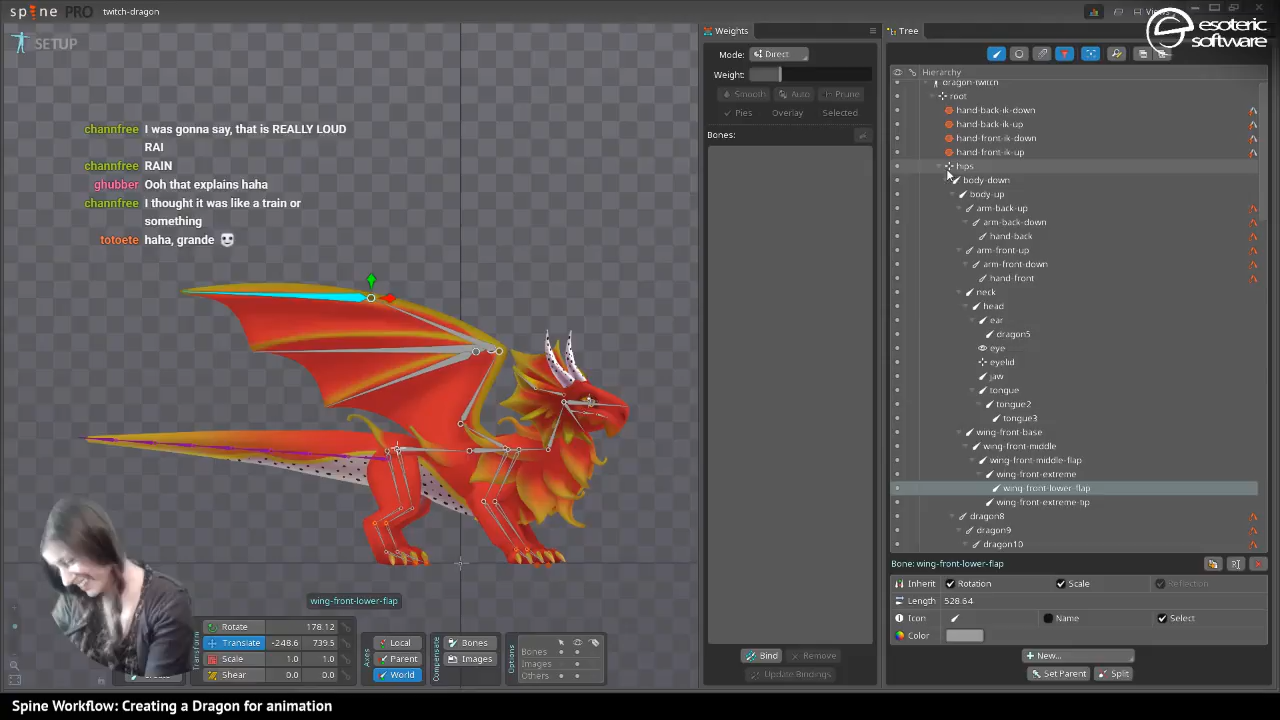 spine PRO
twitch-dragon
Views
SETUP
esoteric
software
channfree I was gonna say, that is REALLY LOUD
RAI
channfree RAIN
ghubber Ooh that explains haha
channfree I thought it was like a train or
something
totoete haha, grande
wing-front-lower-flap
Transform
Rotate 178.12
Translate -248.6 739.5
Scale 1.0 1.0
Shear 0.0 0.0
Create
Axes
Local
Parent
World
Compensate
Bones
Images
Options
Bones
Images
Others
Weights
Mode: Direct
Weight:
Smooth Auto Prune
Pies Overlay Selected
Bones:
Bind Remove
Update Bindings
Tree
Hierarchy
dragon-twitch
root
hand-back-ik-down
hand-back-ik-up
hand-front-ik-down
hand-front-ik-up
hips
body-down
body-up
arm-back-up
arm-back-down
hand-back
arm-front-up
arm-front-down
hand-front
neck
head
ear
dragon5
eye
eyelid
jaw
tongue
tongue2
tongue3
wing-front-base
wing-front-middle
wing-front-middle-flap
wing-front-extreme
wing-front-lower-flap
wing-front-extreme-tip
dragon8
dragon9
dragon10
Bone: wing-front-lower-flap
Inherit Rotation Scale Reflection
Length 528.64
Icon Name Select
Color
New...
Set Parent Split
Spine Workflow: Creating a Dragon for animation